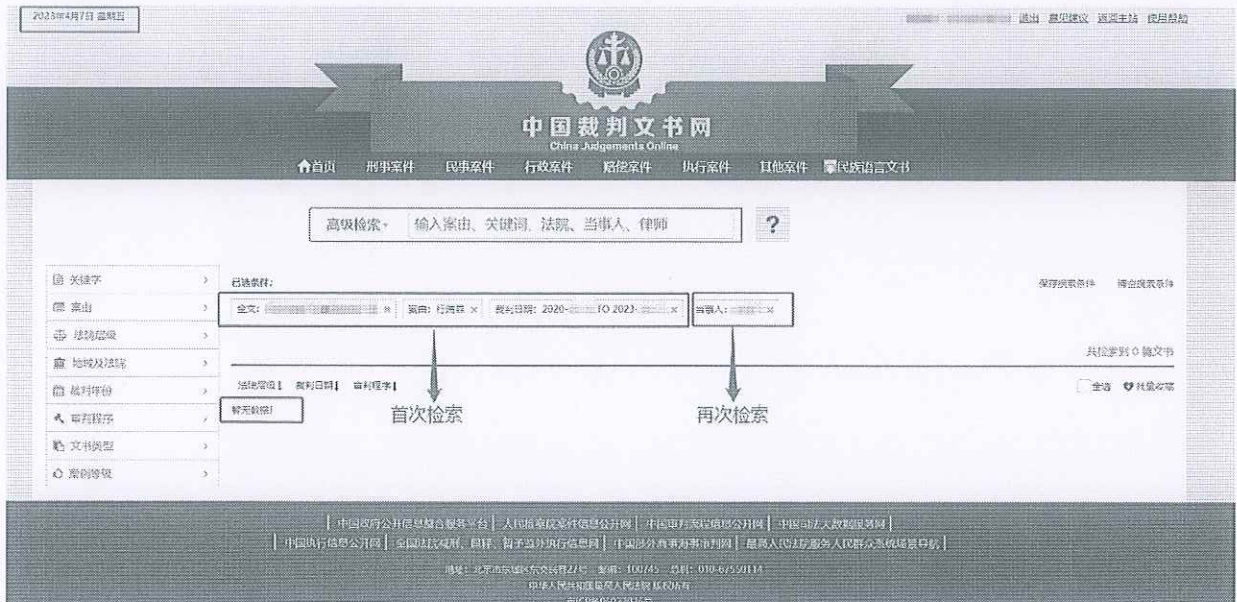 2023年4月7日 星期五
退出 意见建议 返回主站 使用帮助
中国裁判文书网
China Judgements Online
首页 刑事案件 民事案件 行政案件 赔偿案件 执行案件 其他案件 民族语言文书
高级检索 输入案由、关键词、法院、当事人、律师 ?
关键字
案由
法院层级
地域及法院
裁判年份
审判程序
文书类型
案例等级
已选条件:
保存搜索条件 清空搜索条件
全文: × 案由: 行贿罪 × 裁判日期: 2020- TO 2023- × 当事人: ×
共检索到 0 篇文书
法院层级 裁判日期 审判程序
全选 批量收藏
暂无数据!
首次检索 再次检索
中国政府公开信息整合服务平台 人民检察院案件信息公开网 中国审判流程信息公开网 中国司法大数据服务网
中国执行信息公开网 全国法院减刑、假释、暂予监外执行信息网 中国涉外商事海事审判网 最高人民法院服务人民群众系统场景导航
地址: 北京市东城区东交民巷27号 邮编: 100745 总机: 010-67550114
中华人民共和国最高人民法院 版权所有